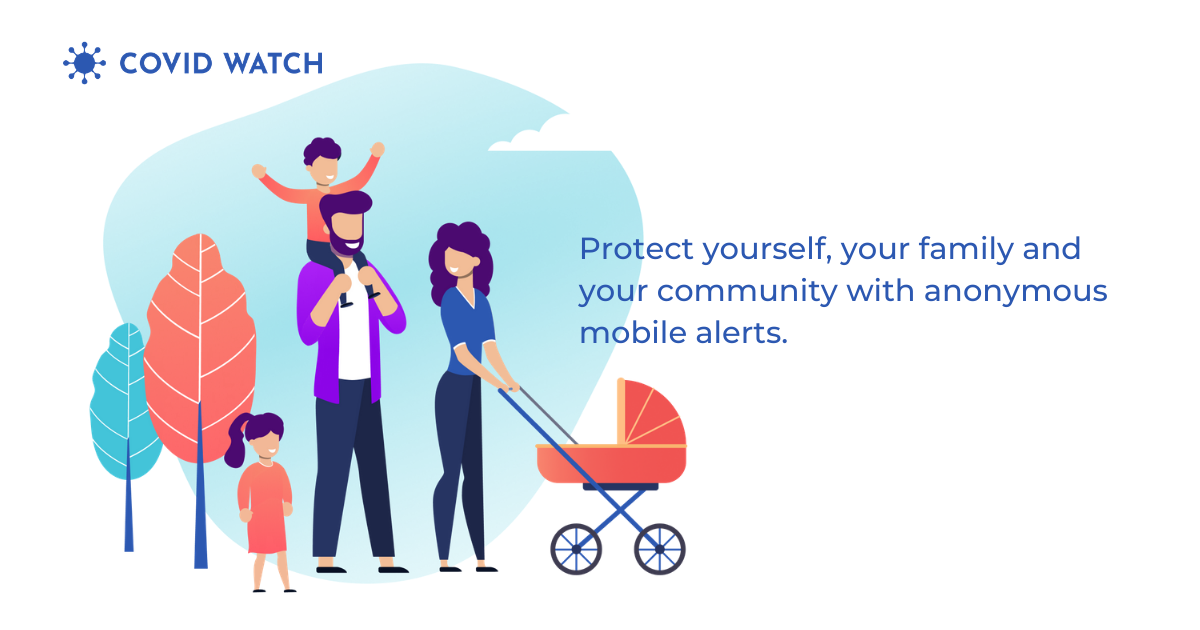 COVID WATCH
Protect yourself, your family and
your community with anonymous
mobile alerts.